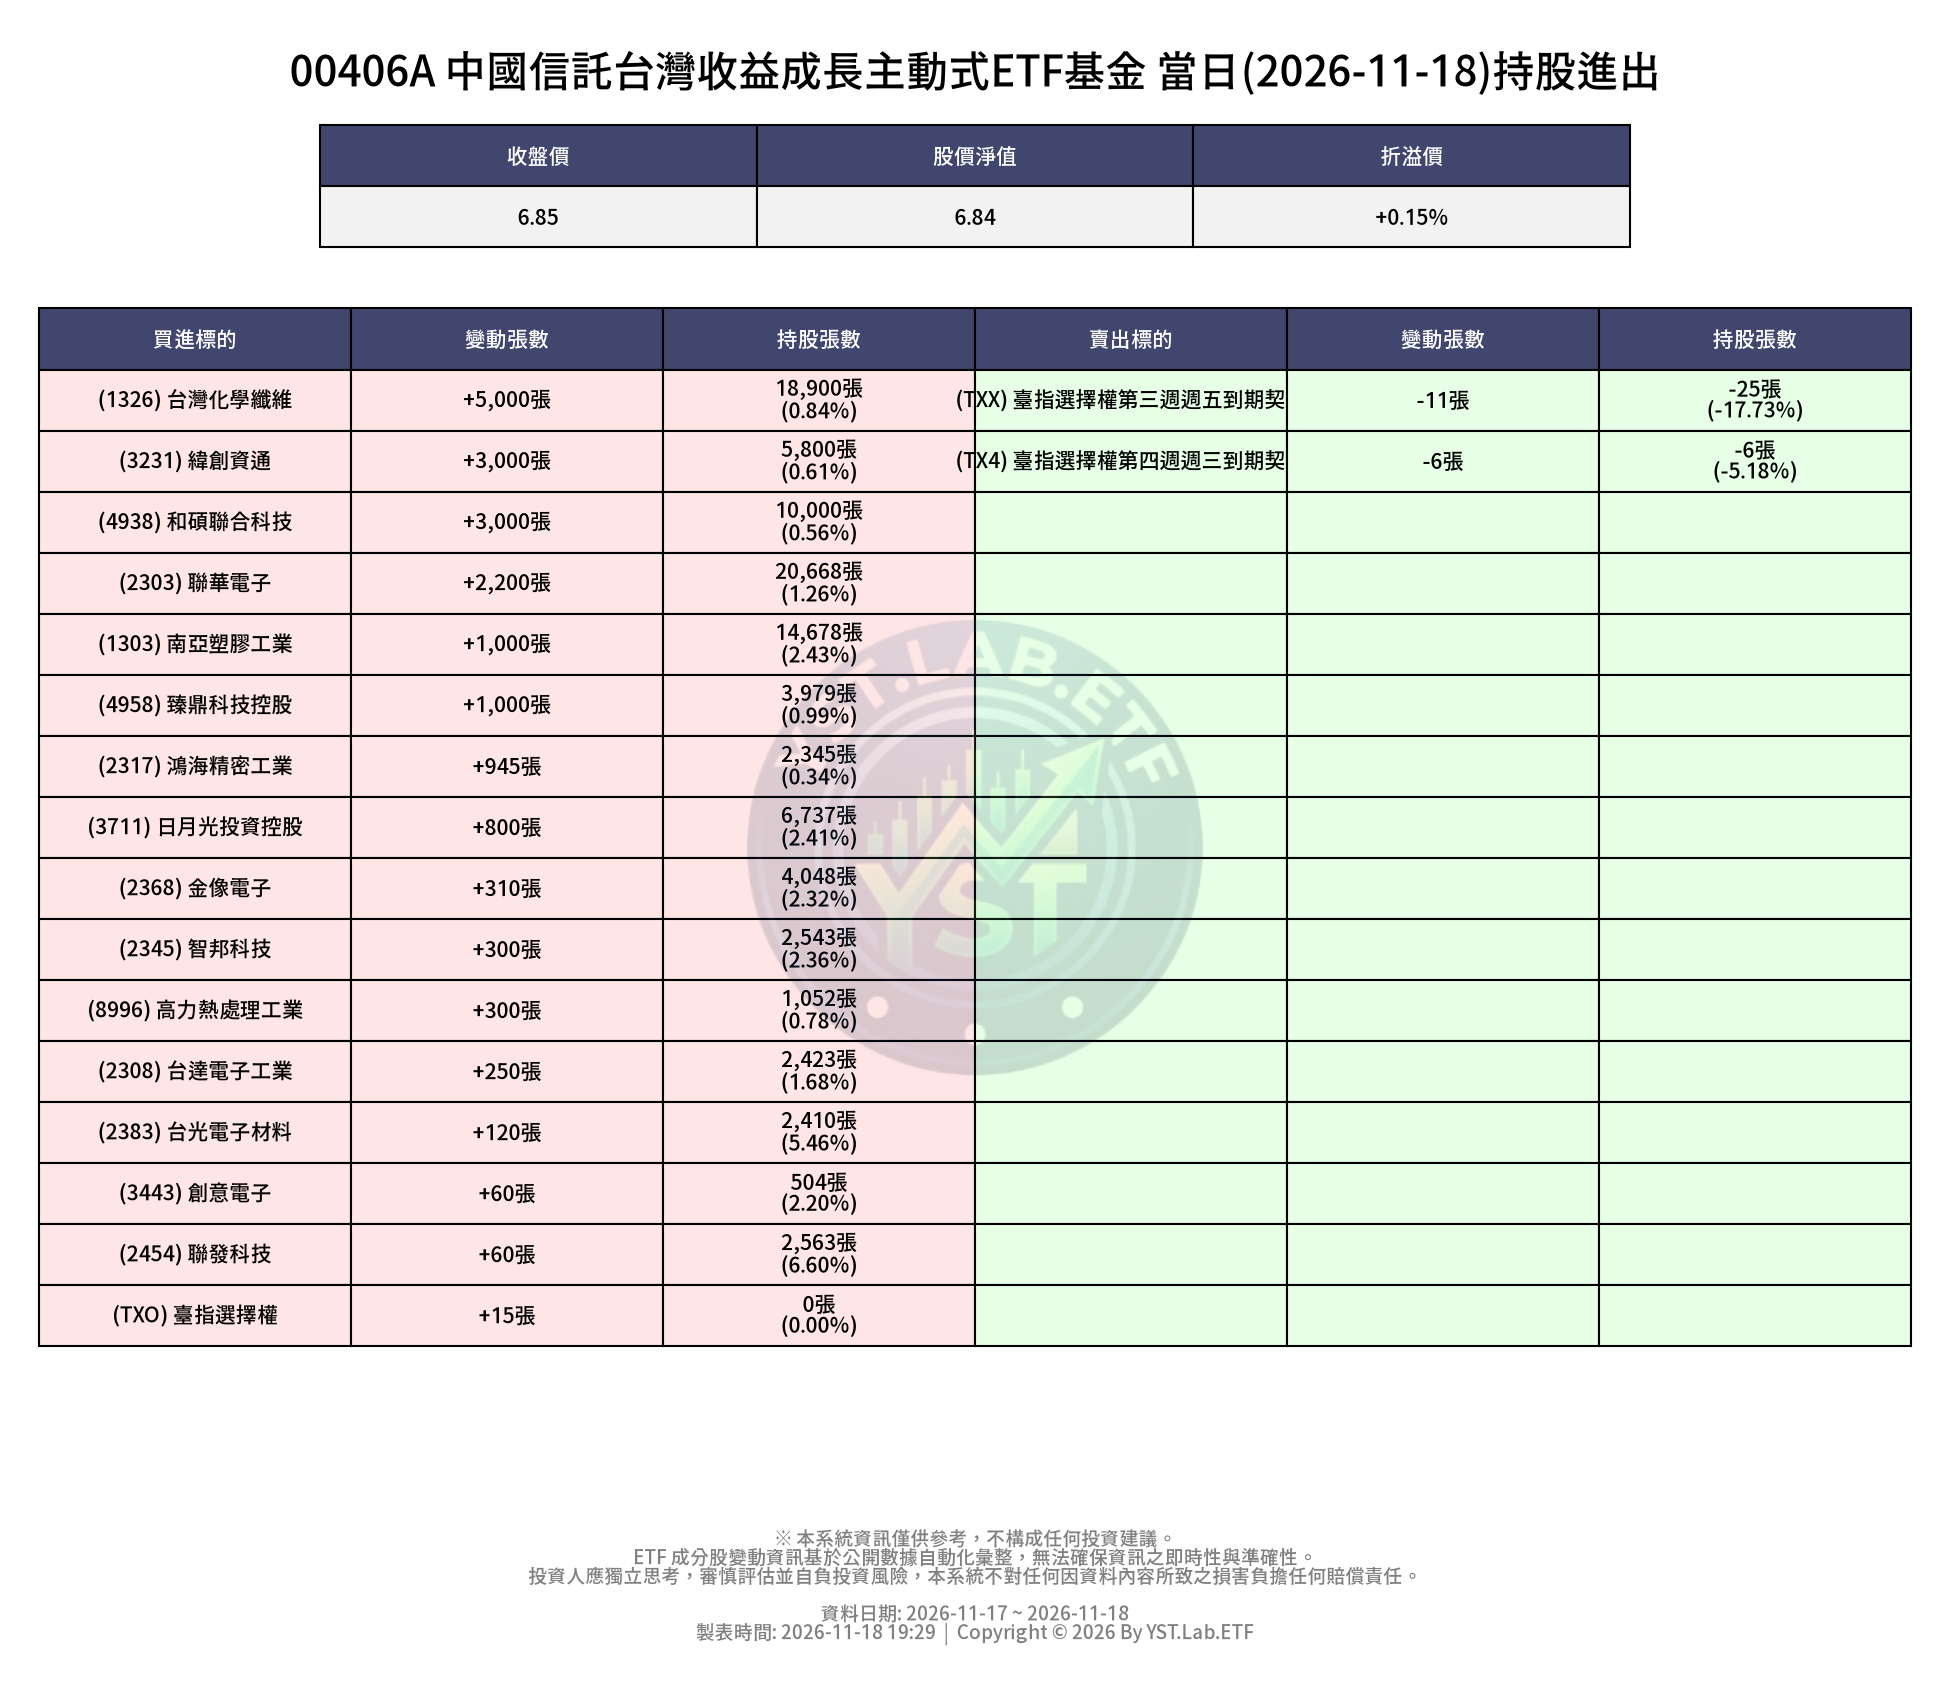 00406A 中國信託台灣收益成長主動式ETF基金 當日(2026-11-18)持股進出
收盤價 股價淨值 折溢價
6.85 6.84 +0.15%
買進標的 變動張數 持股張數 賣出標的 變動張數 持股張數
(1326) 台灣化學纖維 +5,000張 18,900張 (0.84%) (TXX) 臺指選擇權第三週週五到期契 -11張 -25張 (-17.73%)
(3231) 緯創資通 +3,000張 5,800張 (0.61%) (TX4) 臺指選擇權第四週週三到期契 -6張 -6張 (-5.18%)
(4938) 和碩聯合科技 +3,000張 10,000張 (0.56%)
(2303) 聯華電子 +2,200張 20,668張 (1.26%)
(1303) 南亞塑膠工業 +1,000張 14,678張 (2.43%)
(4958) 臻鼎科技控股 +1,000張 3,979張 (0.99%)
(2317) 鴻海精密工業 +945張 2,345張 (0.34%)
(3711) 日月光投資控股 +800張 6,737張 (2.41%)
(2368) 金像電子 +310張 4,048張 (2.32%)
(2345) 智邦科技 +300張 2,543張 (2.36%)
(8996) 高力熱處理工業 +300張 1,052張 (0.78%)
(2308) 台達電子工業 +250張 2,423張 (1.68%)
(2383) 台光電子材料 +120張 2,410張 (5.46%)
(3443) 創意電子 +60張 504張 (2.20%)
(2454) 聯發科技 +60張 2,563張 (6.60%)
(TXO) 臺指選擇權 +15張 0張 (0.00%)
YST.LAB.ETF
YST
※ 本系統資訊僅供參考，不構成任何投資建議。
ETF 成分股變動資訊基於公開數據自動化彙整，無法確保資訊之即時性與準確性。
投資人應獨立思考，審慎評估並自負投資風險，本系統不對任何因資料內容所致之損害負擔任何賠償責任。
資料日期: 2026-11-17 ~ 2026-11-18
製表時間: 2026-11-18 19:29 | Copyright © 2026 By YST.Lab.ETF